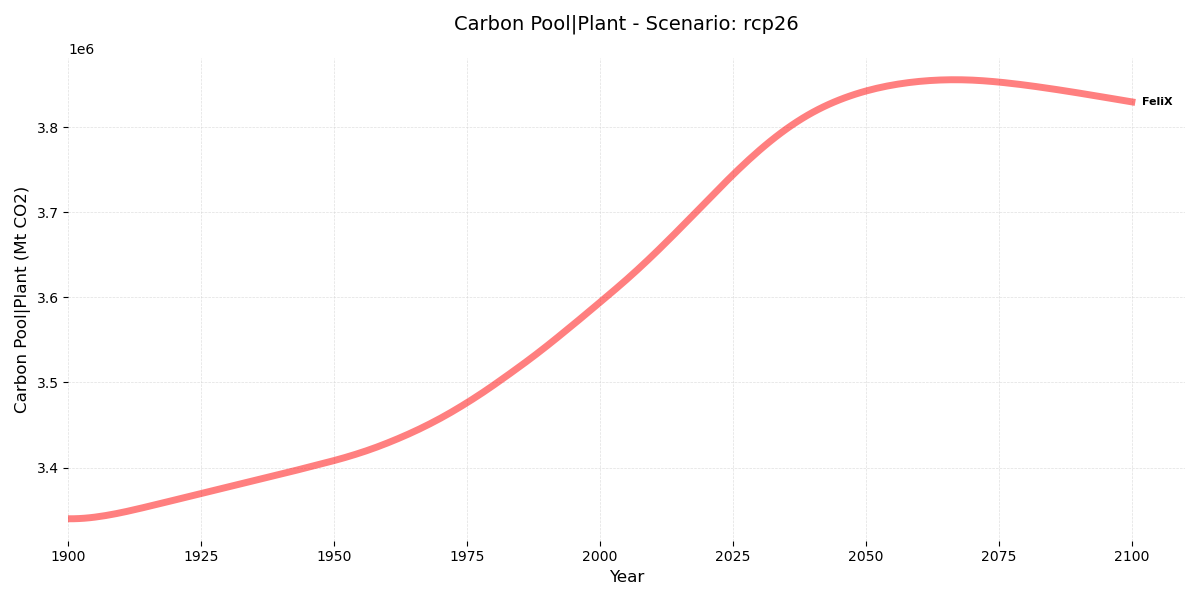 Carbon Pool|Plant - Scenario: rcp26
1e6
3.8
3.7
3.6
3.5
3.4
Carbon Pool|Plant (Mt CO2)
FeliX
1900 1925 1950 1975 2000 2025 2050 2075 2100
Year